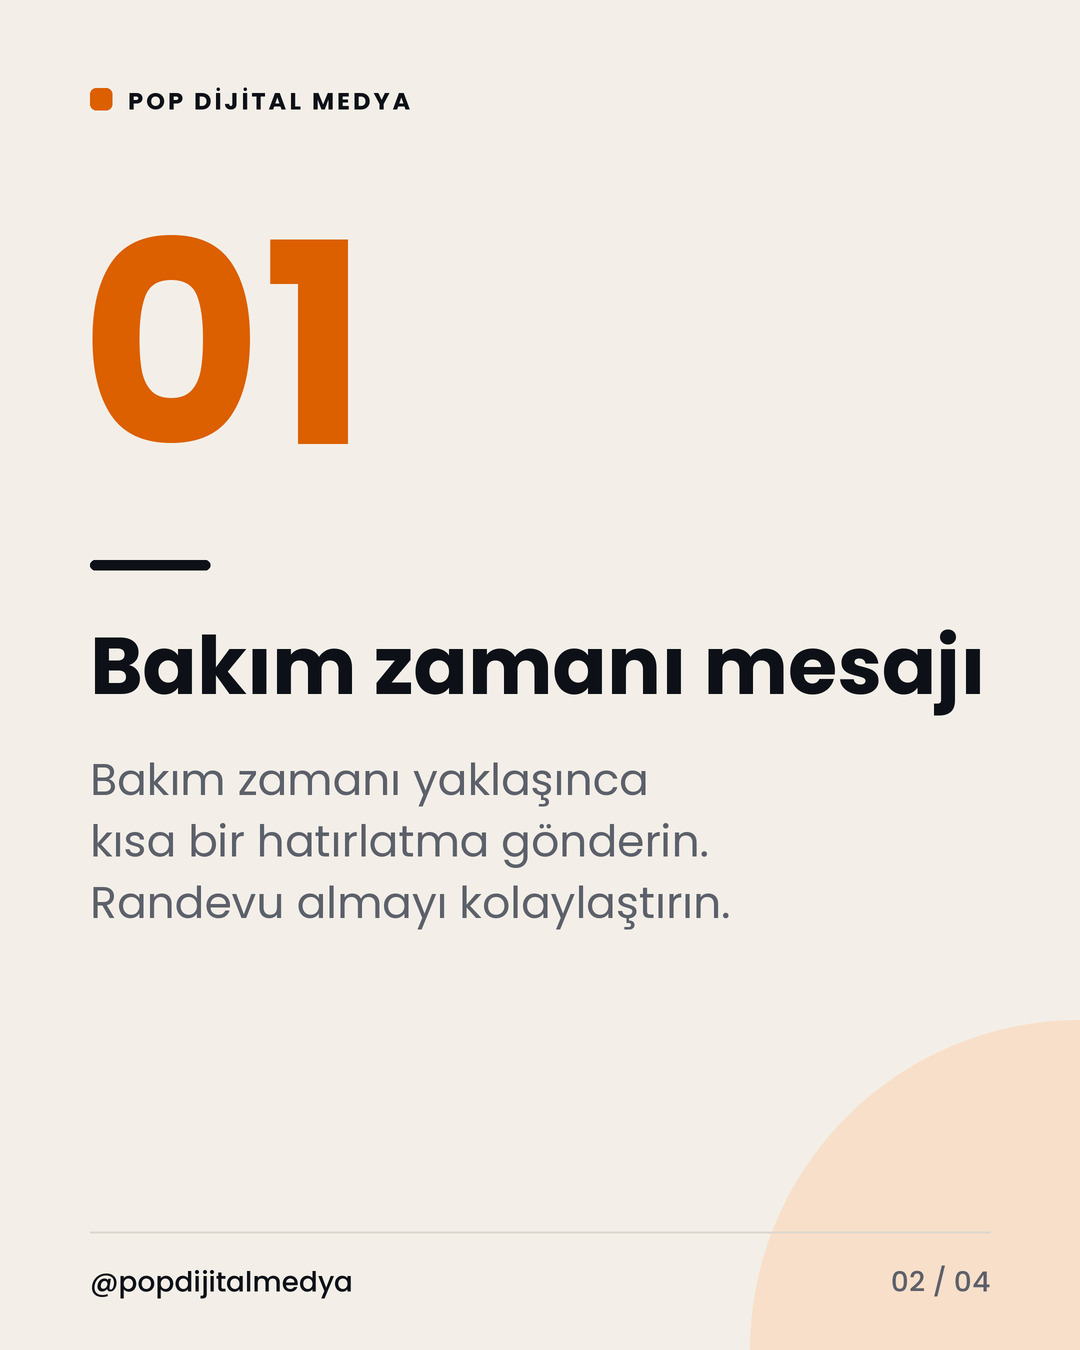 POP DİJİTAL MEDYA
01
Bakım zamanı mesajı
Bakım zamanı yaklaşınca
kısa bir hatırlatma gönderin.
Randevu almayı kolaylaştırın.
@popdijitalmedya
02 / 04